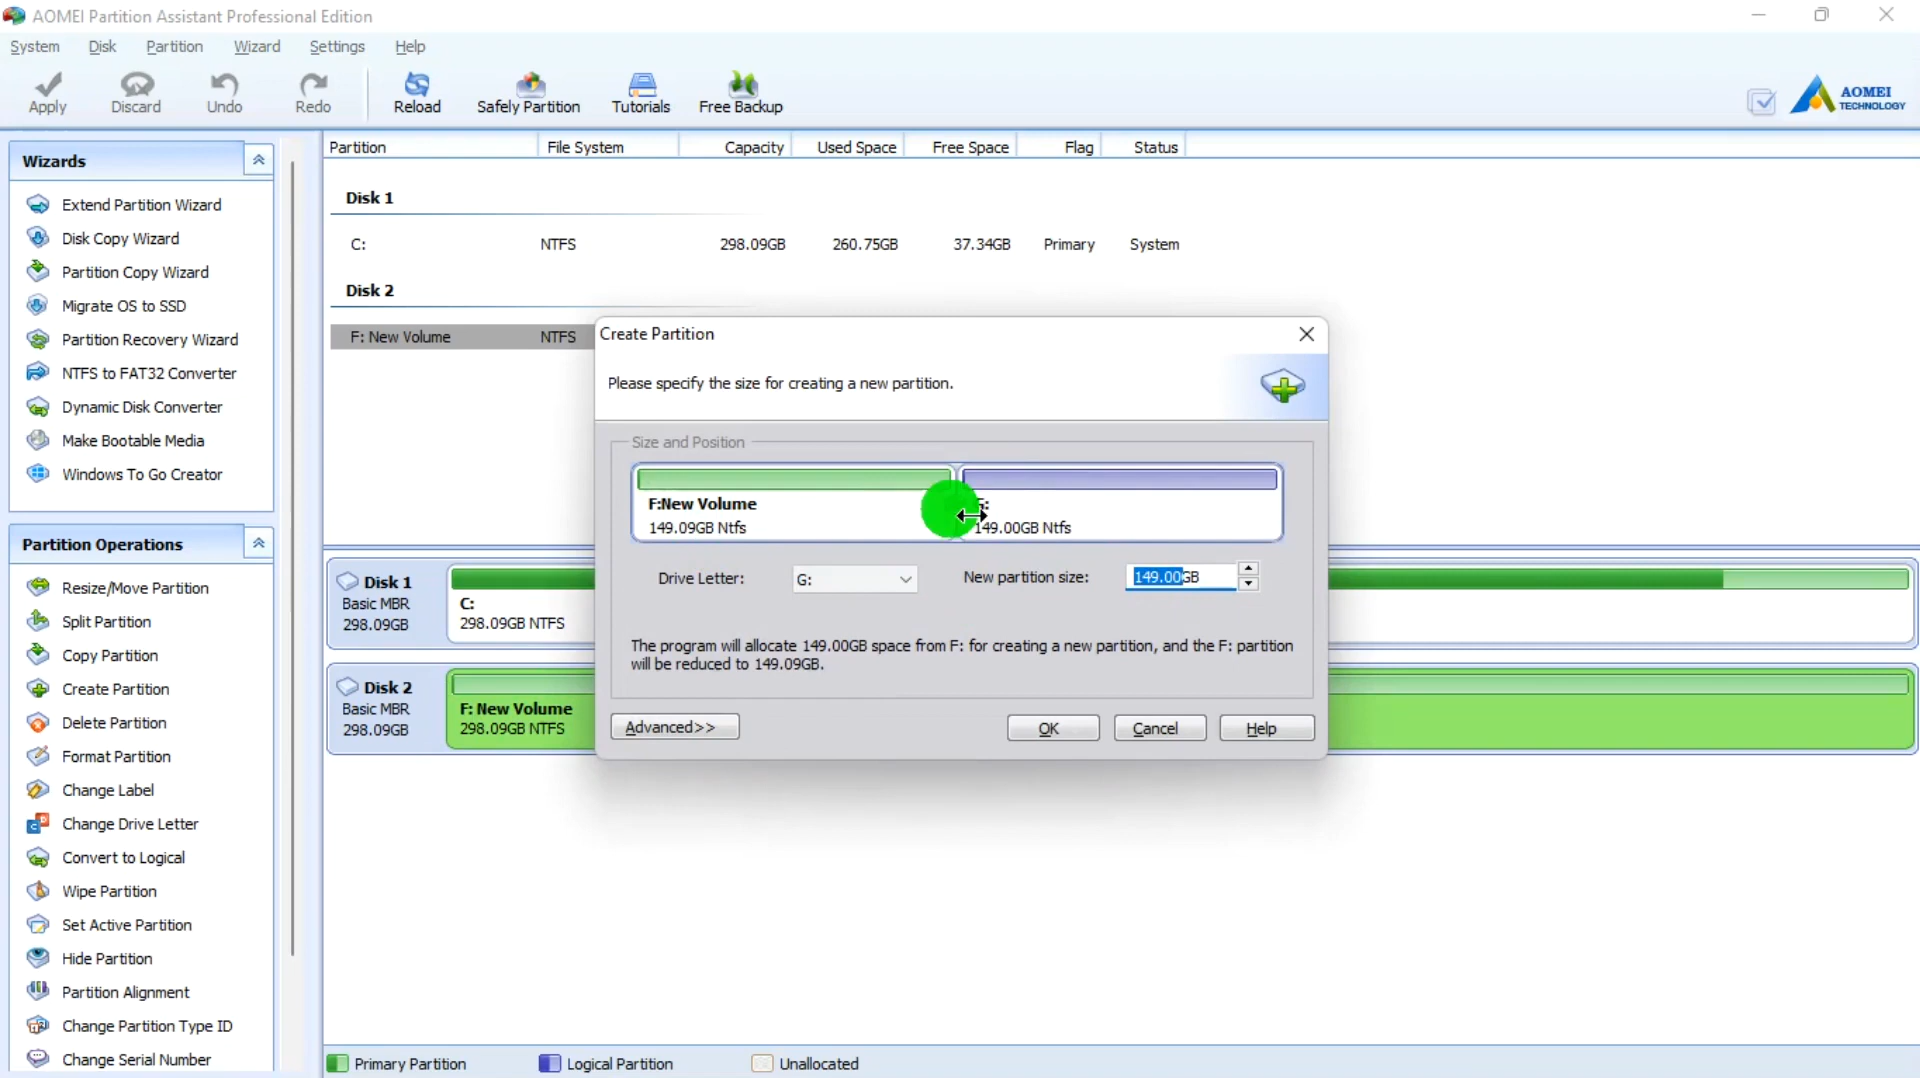 AOMEI Partition Assistant Professional Edition
System Disk Partition Wizard Settings Help
Apply Discard Undo Redo Reload Safely Partition Tutorials Free Backup
AOMEI
TECHNOLOGY
Wizards
Extend Partition Wizard
Disk Copy Wizard
Partition Copy Wizard
Migrate OS to SSD
Partition Recovery Wizard
NTFS to FAT32 Converter
Dynamic Disk Converter
Make Bootable Media
Windows To Go Creator
Partition Operations
Resize/Move Partition
Split Partition
Copy Partition
Create Partition
Delete Partition
Format Partition
Change Label
Change Drive Letter
Convert to Logical
Wipe Partition
Set Active Partition
Hide Partition
Partition Alignment
Change Partition Type ID
Change Serial Number
Partition File System Capacity Used Space Free Space Flag Status
Disk 1
C: NTFS 298.09GB 260.75GB 37.34GB Primary System
Disk 2
F: New Volume NTFS
Create Partition
Please specify the size for creating a new partition.
Size and Position
F:New Volume
149.09GB Ntfs
149.00GB Ntfs
Drive Letter: G: New partition size: 149.00GB
The program will allocate 149.00GB space from F: for creating a new partition, and the F: partition
will be reduced to 149.09GB.
Advanced>> OK Cancel Help
Disk 1
Basic MBR
298.09GB
C:
298.09GB NTFS
Disk 2
Basic MBR
298.09GB
F: New Volume
298.09GB NTFS
Primary Partition Logical Partition Unallocated